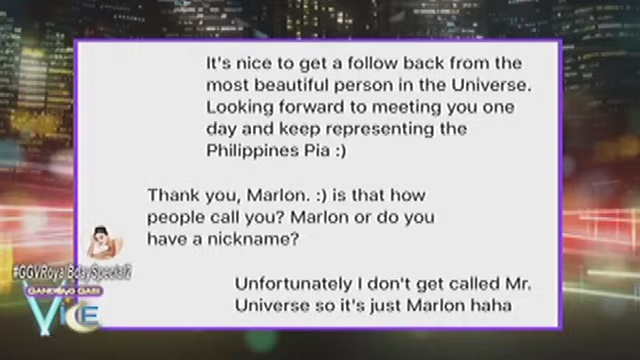 It's nice to get a follow back from the
most beautiful person in the Universe.
Looking forward to meeting you one
day and keep representing the
Philippines Pia :)
Thank you, Marlon. :) is that how
people call you? Marlon or do you
have a nickname?
#GGVRoyalBdaySpecial2
GANDANG GABI
VICE
Unfortunately I don't get called Mr.
Universe so it's just Marlon haha